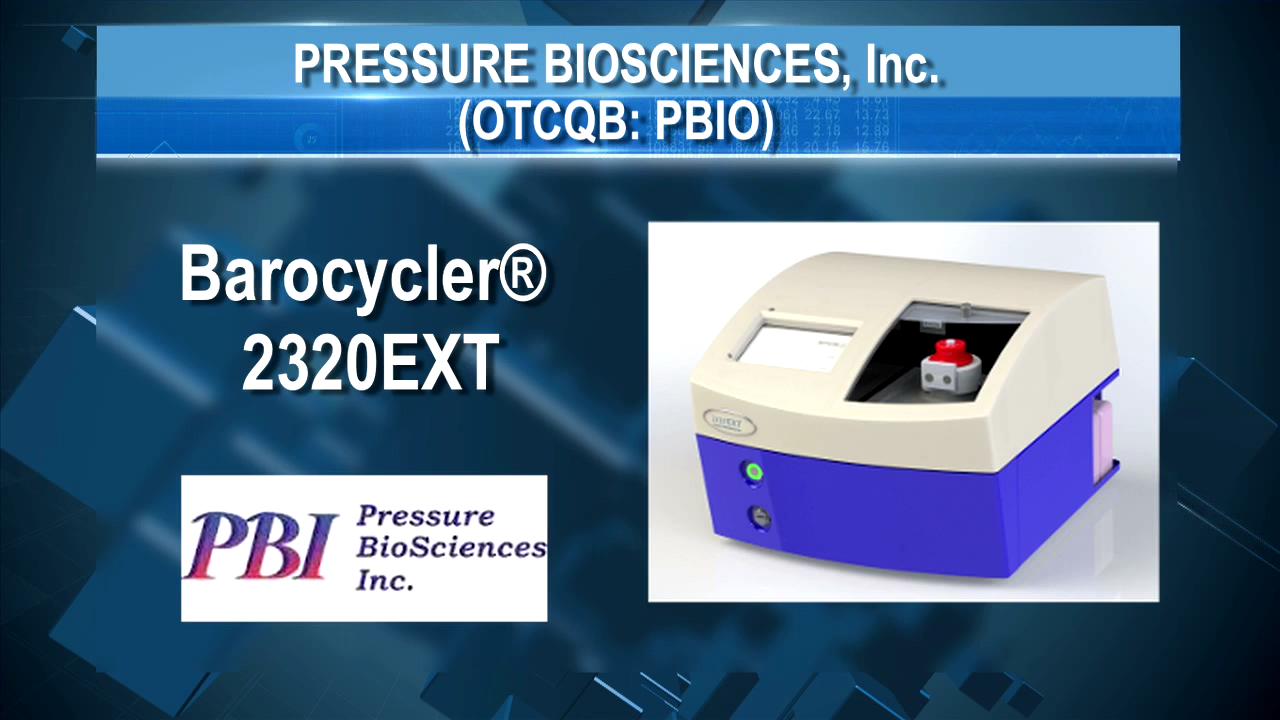 PRESSURE BIOSCIENCES, Inc.
(OTCQB: PBIO)
Barocycler®
2320EXT
PBI
Pressure
BioSciences
Inc.